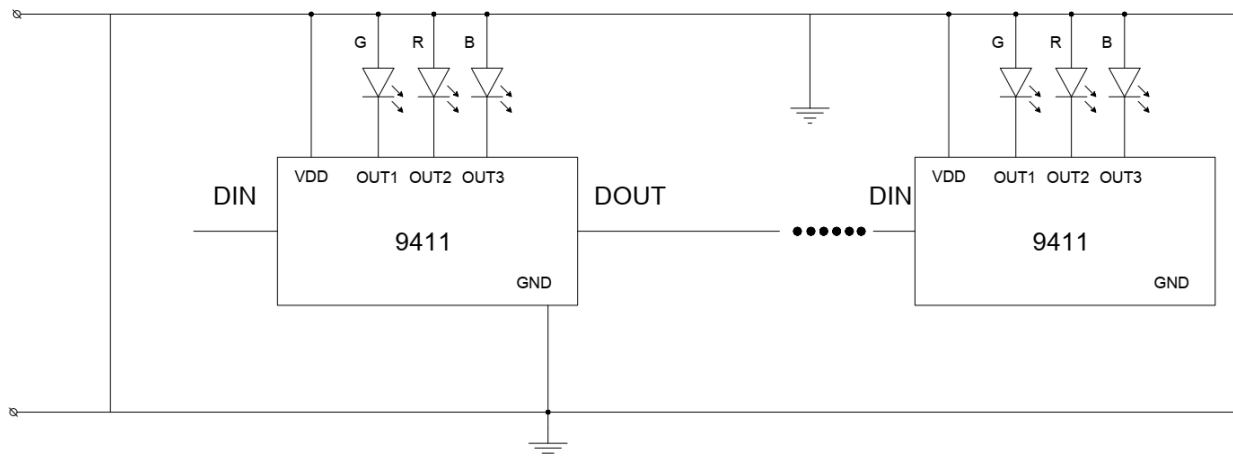 G R B G R B
VDD OUT1 OUT2 OUT3 VDD OUT1 OUT2 OUT3
DIN DOUT DIN
9411 9411
GND GND